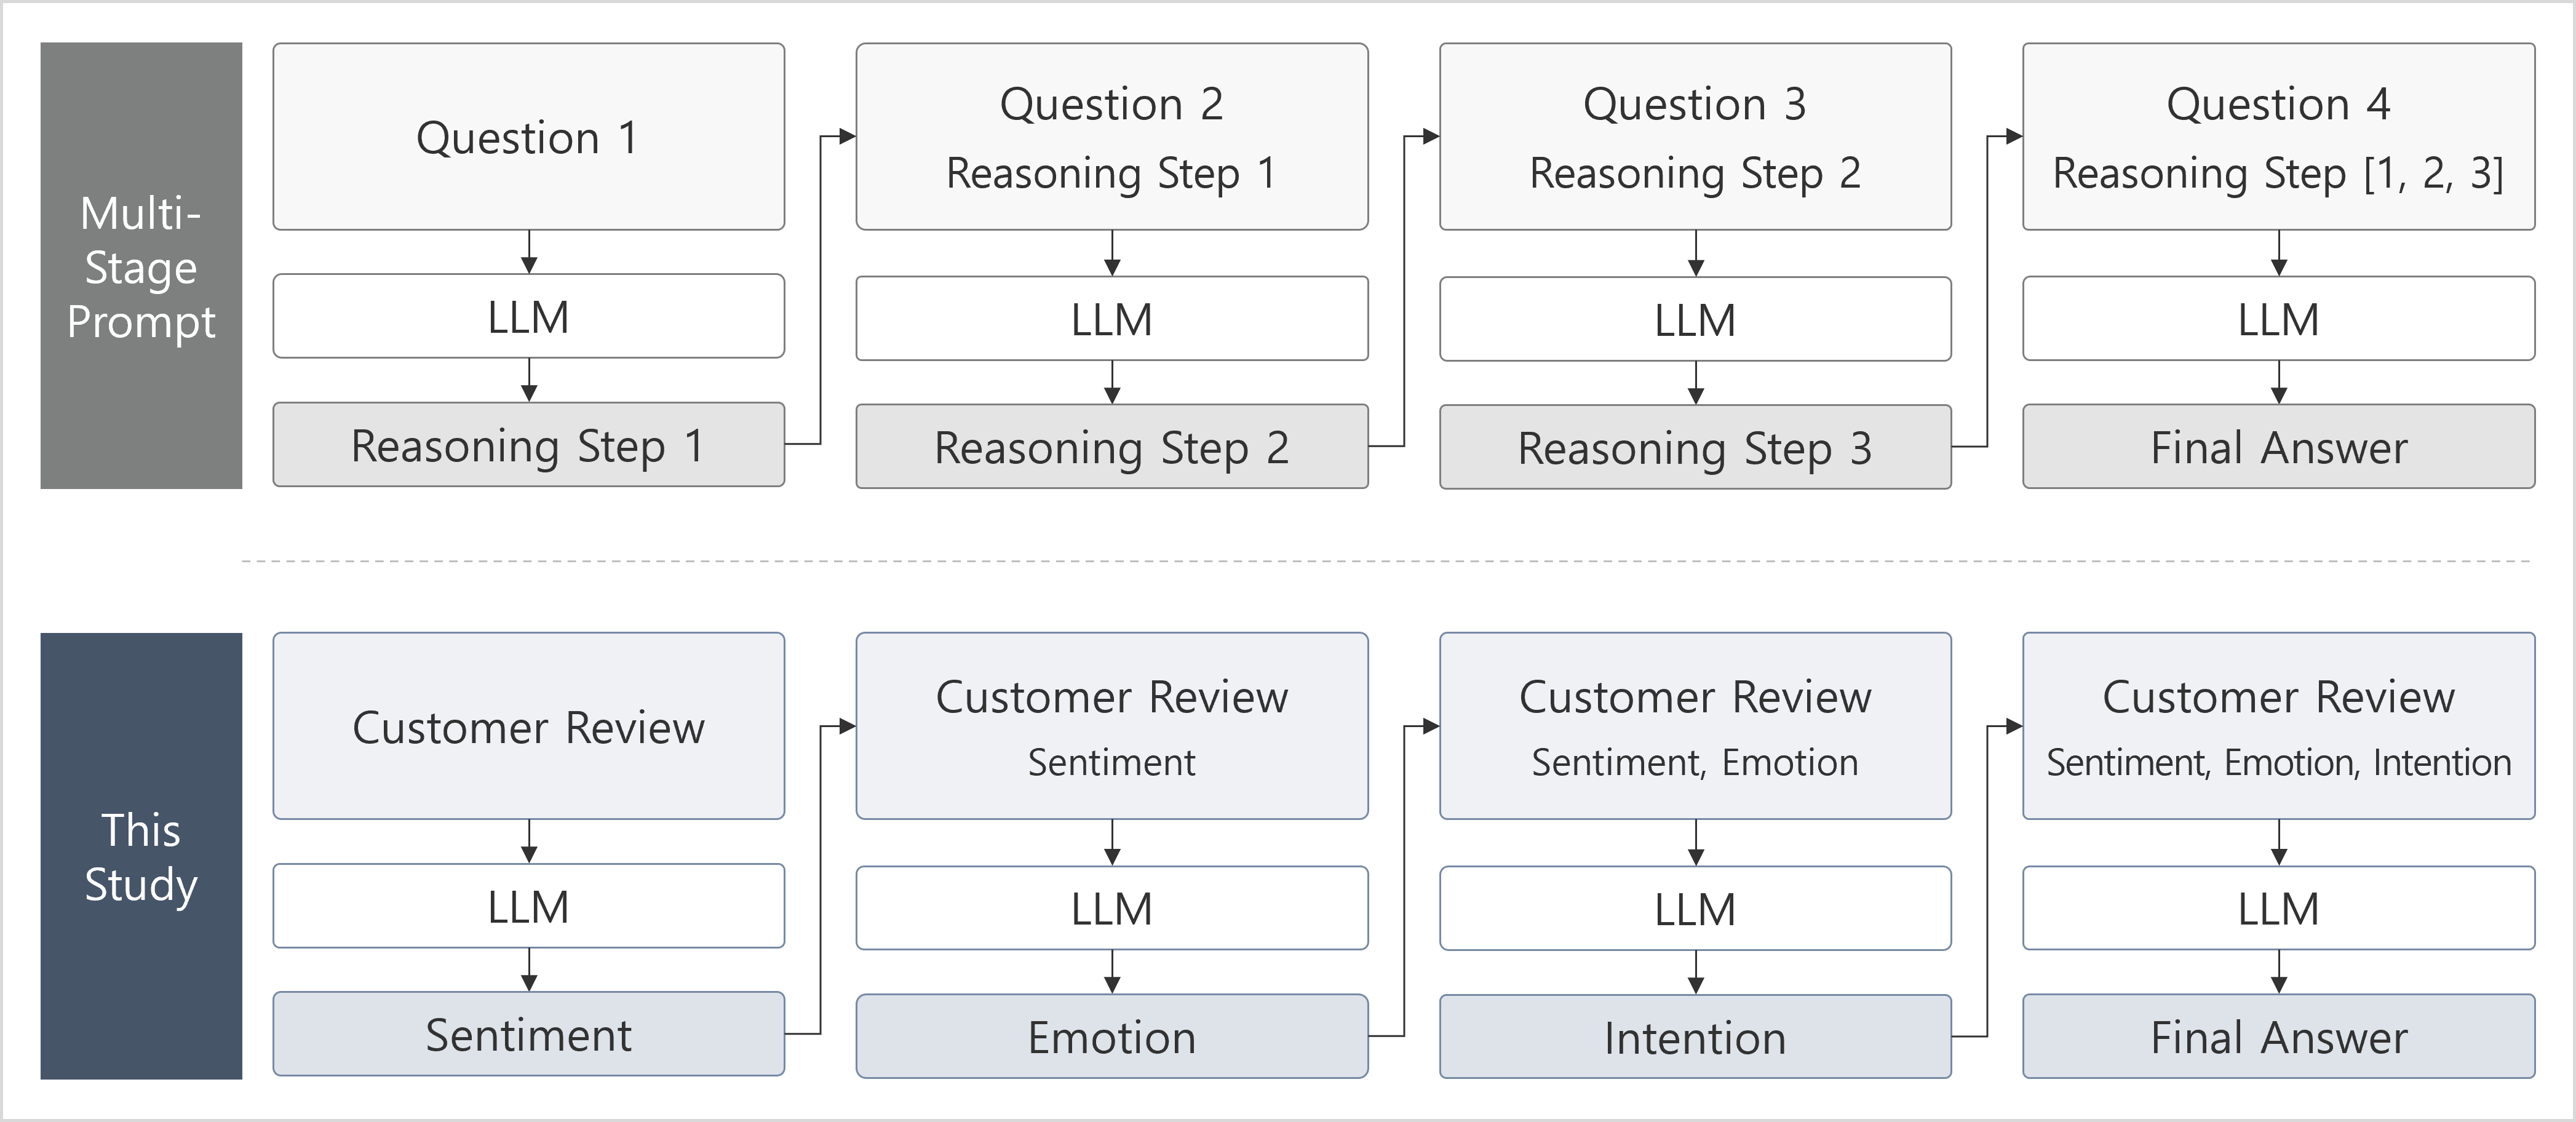 Multi-
Stage
Prompt
Question 1
LLM
Reasoning Step 1
Question 2
Reasoning Step 1
LLM
Reasoning Step 2
Question 3
Reasoning Step 2
LLM
Reasoning Step 3
Question 4
Reasoning Step [1, 2, 3]
LLM
Final Answer
This
Study
Customer Review
LLM
Sentiment
Customer Review
Sentiment
LLM
Emotion
Customer Review
Sentiment, Emotion
LLM
Intention
Customer Review
Sentiment, Emotion, Intention
LLM
Final Answer